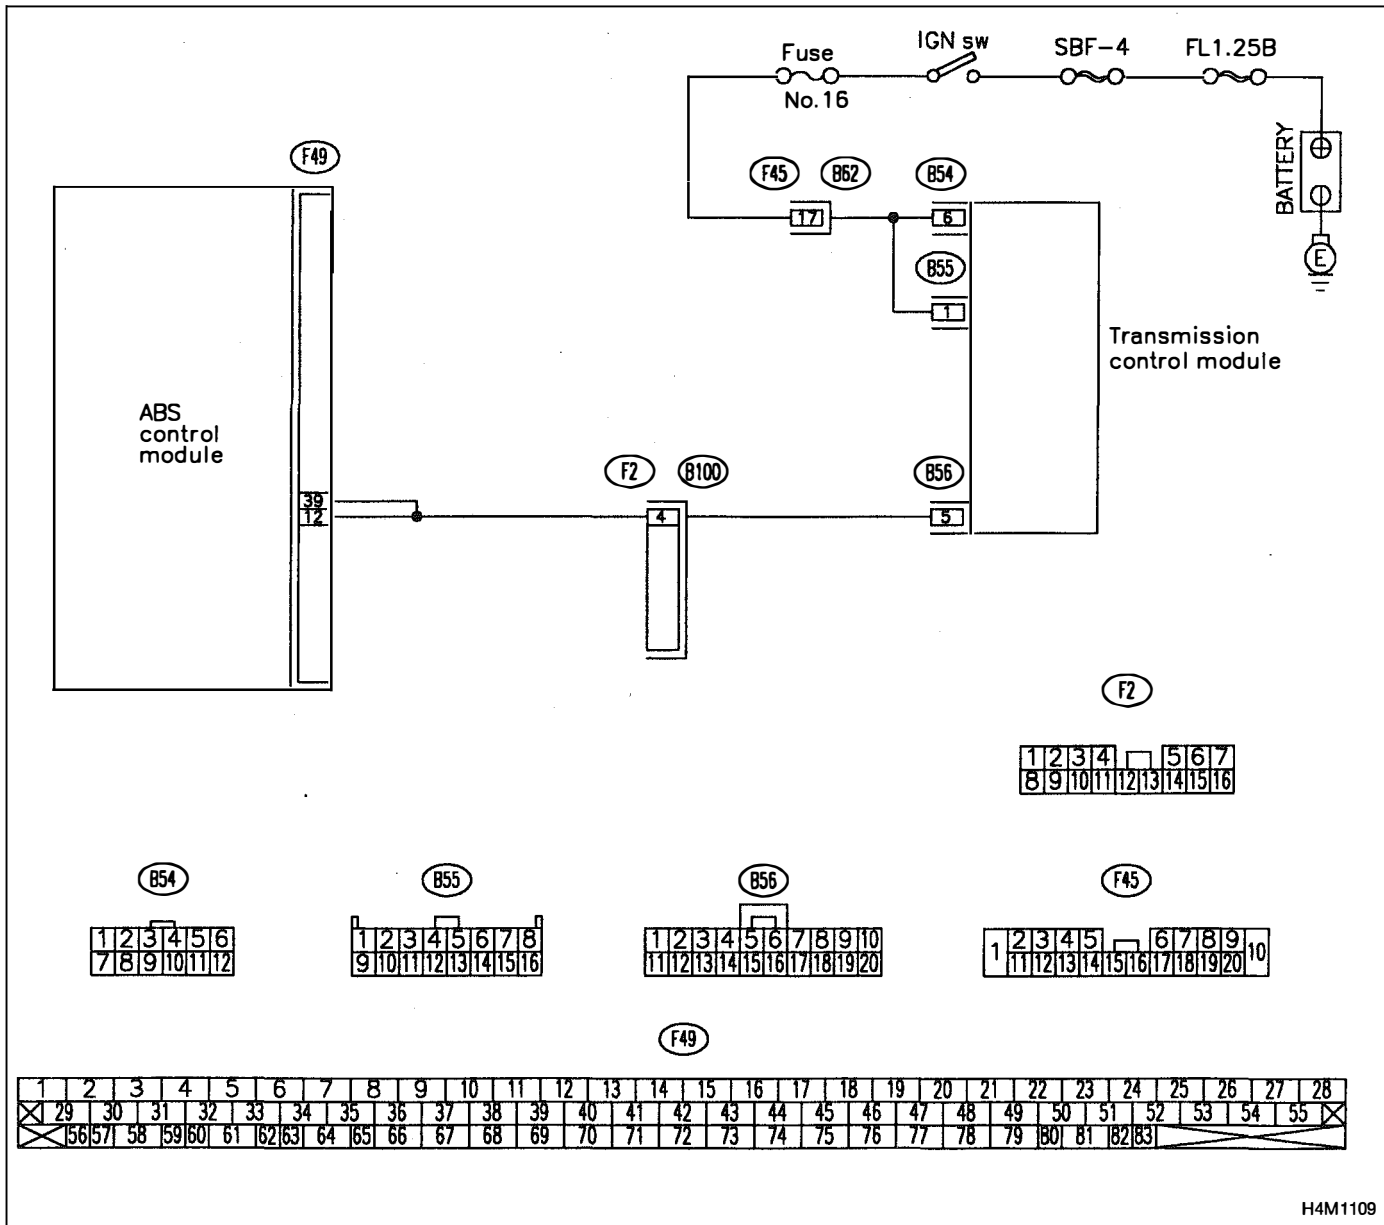 IGN sw
SBF-4
FL1.25B
Fuse
No.16
BATTERY
E
F49
F45
B62
B54
17
6
B55
1
Transmission
control module
ABS
control
module
F2
B100
B56
39
12
4
5
F2
1 2 3 4 5 6 7
8 9 10 11 12 13 14 15 16
B54
1 2 3 4 5 6
7 8 9 10 11 12
B55
1 2 3 4 5 6 7 8
9 10 11 12 13 14 15 16
B56
1 2 3 4 5 6 7 8 9 10
11 12 13 14 15 16 17 18 19 20
F45
1 2 3 4 5 6 7 8 9 10
11 12 13 14 15 16 17 18 19 20
F49
1 2 3 4 5 6 7 8 9 10 11 12 13 14 15 16 17 18 19 20 21 22 23 24 25 26 27 28
29 30 31 32 33 34 35 36 37 38 39 40 41 42 43 44 45 46 47 48 49 50 51 52 53 54 55
56 57 58 59 60 61 62 63 64 65 66 67 68 69 70 71 72 73 74 75 76 77 78 79 80 81 82 83
H4M1109